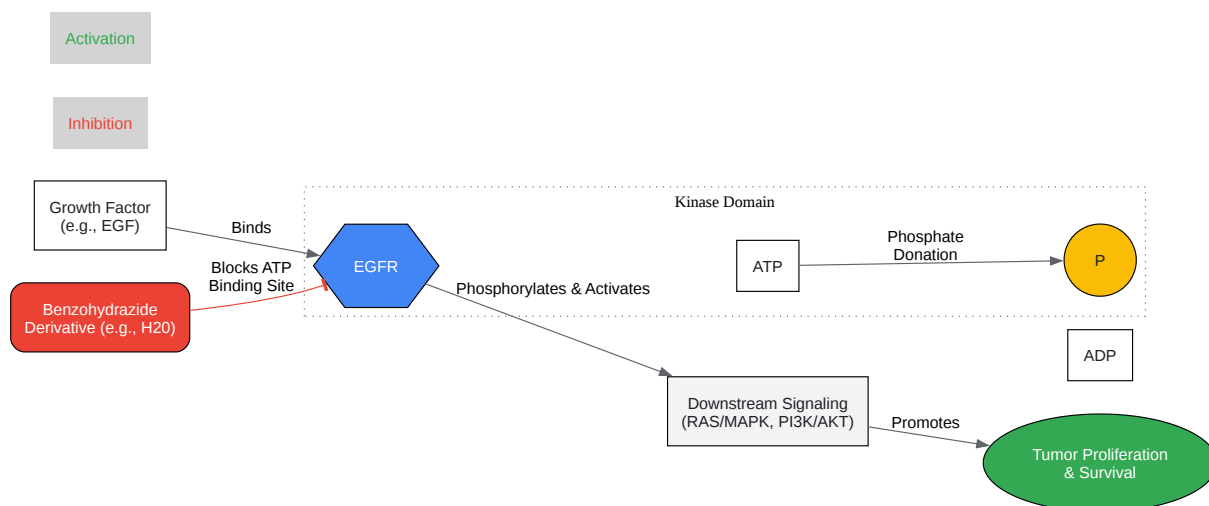 Activation
Inhibition
Growth Factor
(e.g., EGF)
Binds
Kinase Domain
EGFR
ATP
Phosphate
Donation
P
Blocks ATP
Binding Site
Benzohydrazide
Derivative (e.g., H20)
Phosphorylates & Activates
ADP
Downstream Signaling
(RAS/MAPK, PI3K/AKT)
Promotes
Tumor Proliferation
& Survival